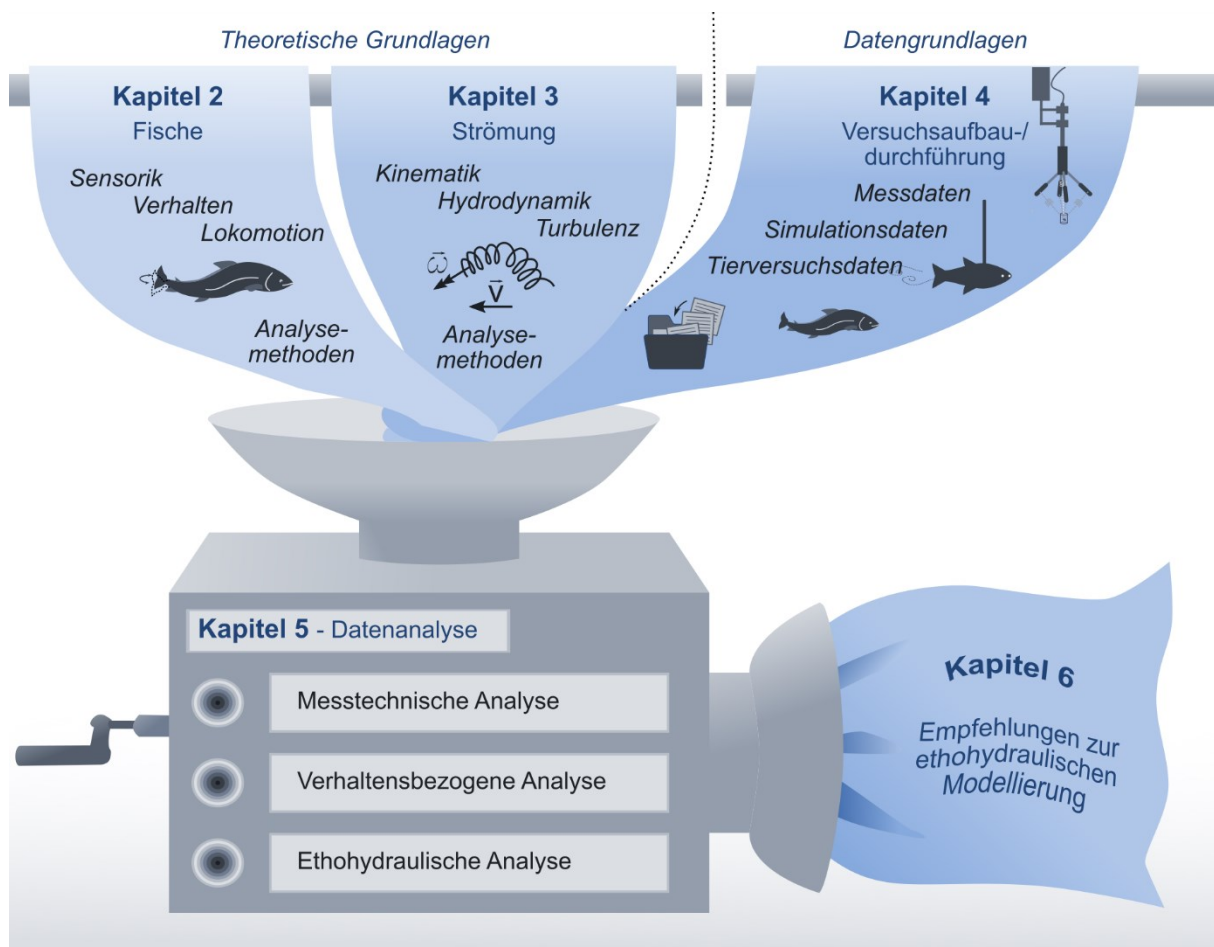 Theoretische Grundlagen
Datengrundlagen
Kapitel 2
Fische
Sensorik
Verhalten
Lokomotion
Analyse-
methoden
Kapitel 3
Strömung
Kinematik
Hydrodynamik
Turbulenz
ω⃗
v⃗
Analyse-
methoden
Kapitel 4
Versuchsaufbau-/
durchführung
Messdaten
Simulationsdaten
Tierversuchsdaten
Kapitel 5 - Datenanalyse
Messtechnische Analyse
Verhaltensbezogene Analyse
Ethohydraulische Analyse
Kapitel 6
Empfehlungen zur
ethohydraulischen
Modellierung